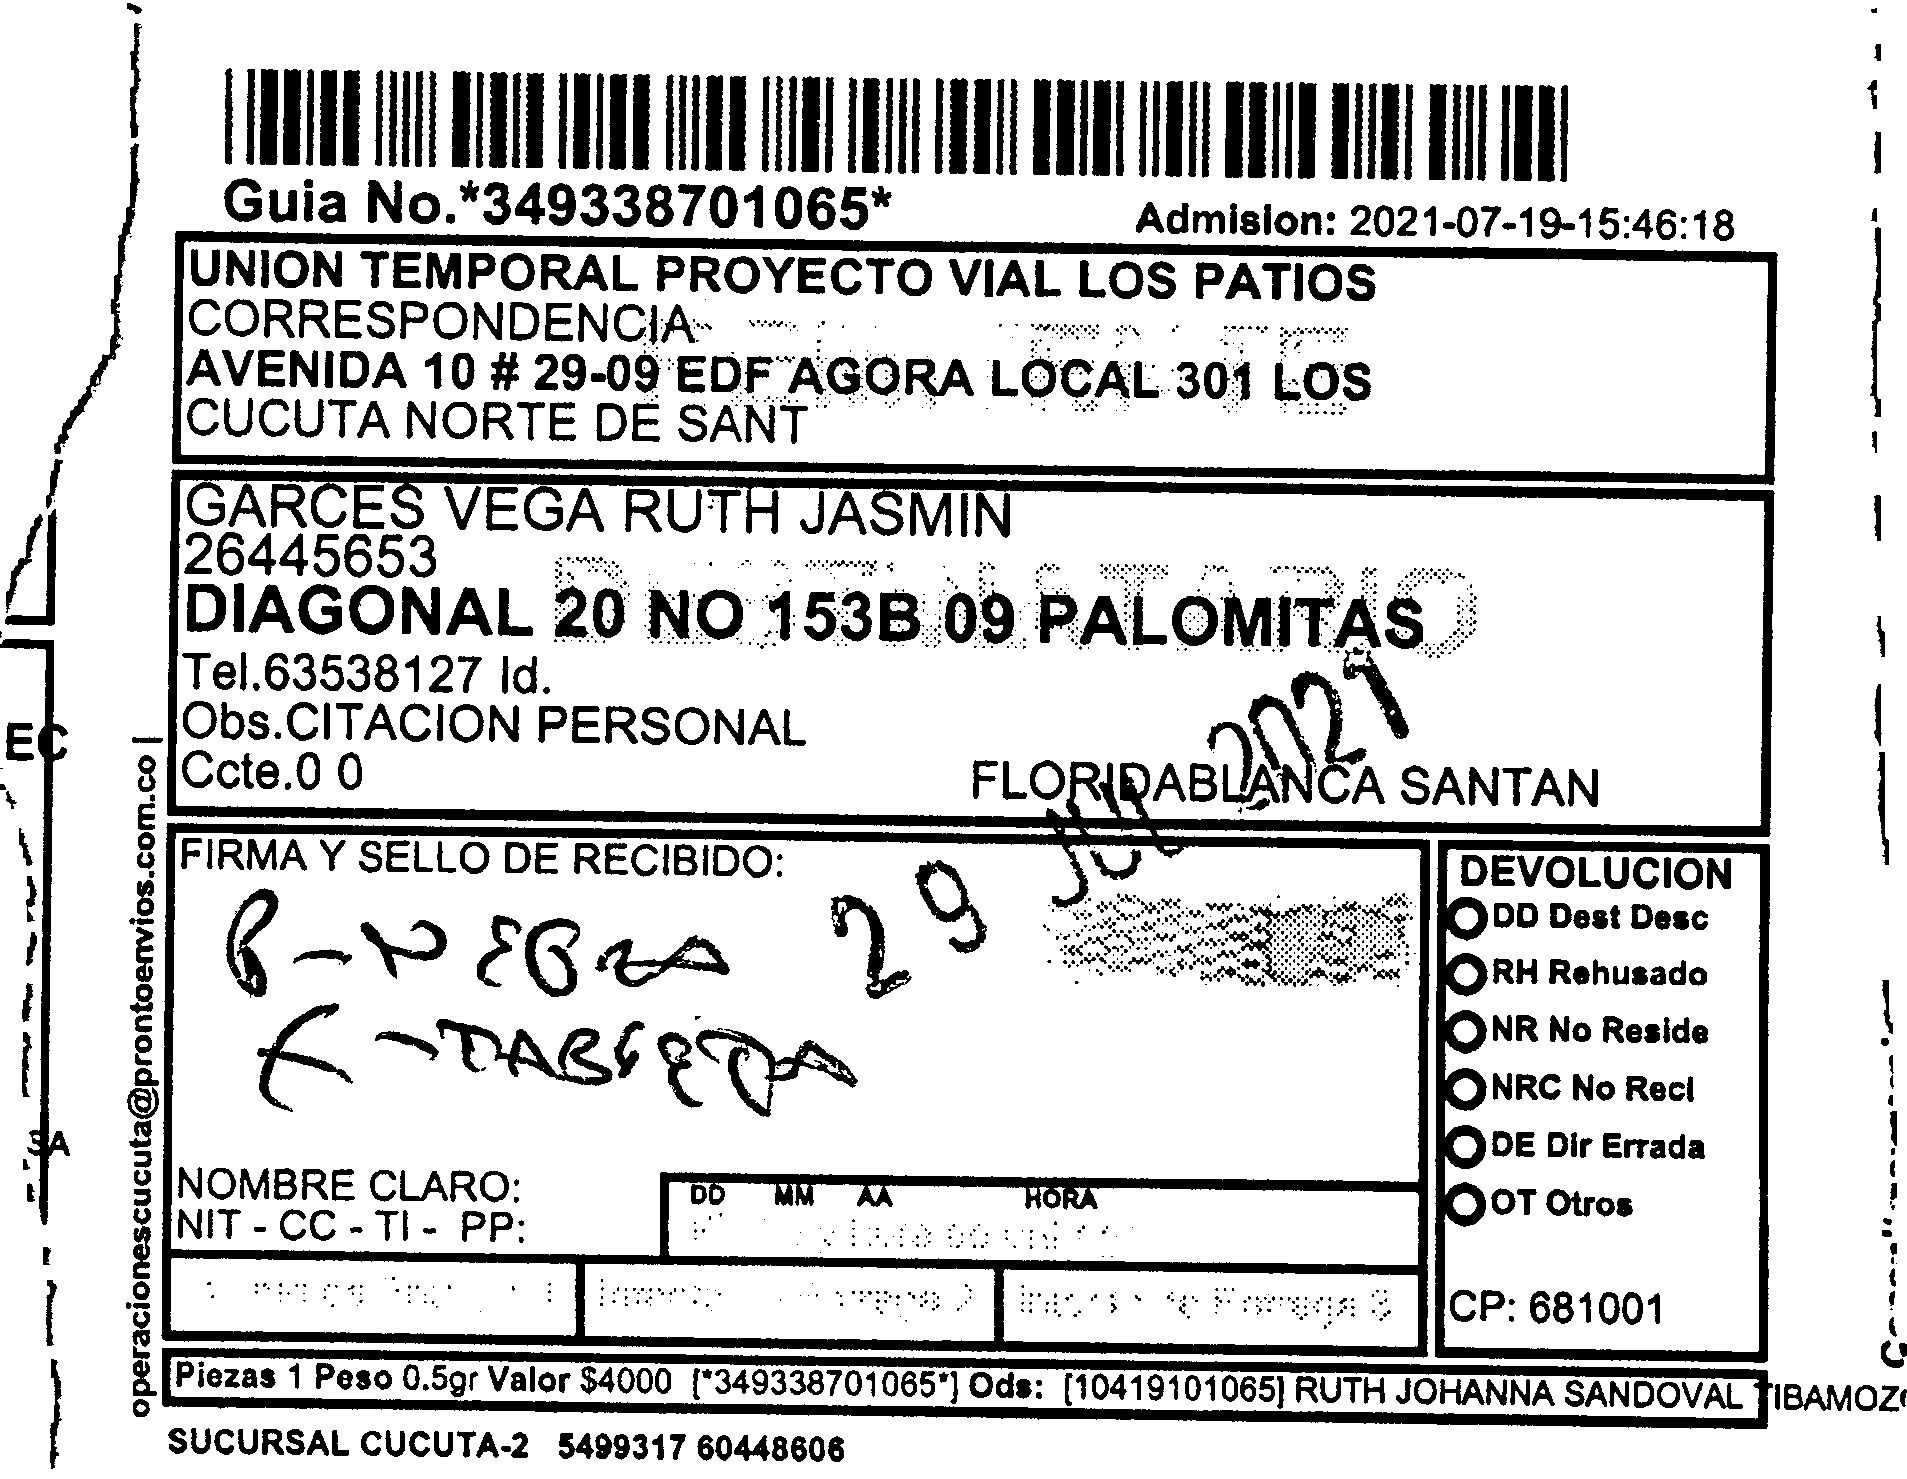 Guia No.*349338701065*
Admision: 2021-07-19-15:46:18
UNION TEMPORAL PROYECTO VIAL LOS PATIOS
CORRESPONDENCIA
AVENIDA 10 # 29-09 EDF AGORA LOCAL 301 LOS
CUCUTA NORTE DE SANT
GARCES VEGA RUTH JASMIN
26445653
DESTINATARIO
DIAGONAL 20 NO 153B 09 PALOMITAS
Tel.63538127 Id.
Obs.CITACION PERSONAL
Ccte.0 0
FLORIDABLANCA SANTAN
29 JUL 2021
FIRMA Y SELLO DE RECIBIDO:
NOMBRE CLARO:
NIT - CC - TI - PP:
DD MM AA HORA
DEVOLUCION
DD Dest Desc
RH Rehusado
NR No Reside
NRC No Recl
DE Dir Errada
OT Otros
CP: 681001
Piezas 1 Peso 0.5gr Valor $4000 [*349338701065*] Ods: [10419101065] RUTH JOHANNA SANDOVAL TIBAMOZ
SUCURSAL CUCUTA-2 5499317 60448606
operacionescucuta@prontoenvios.com.co |
EC